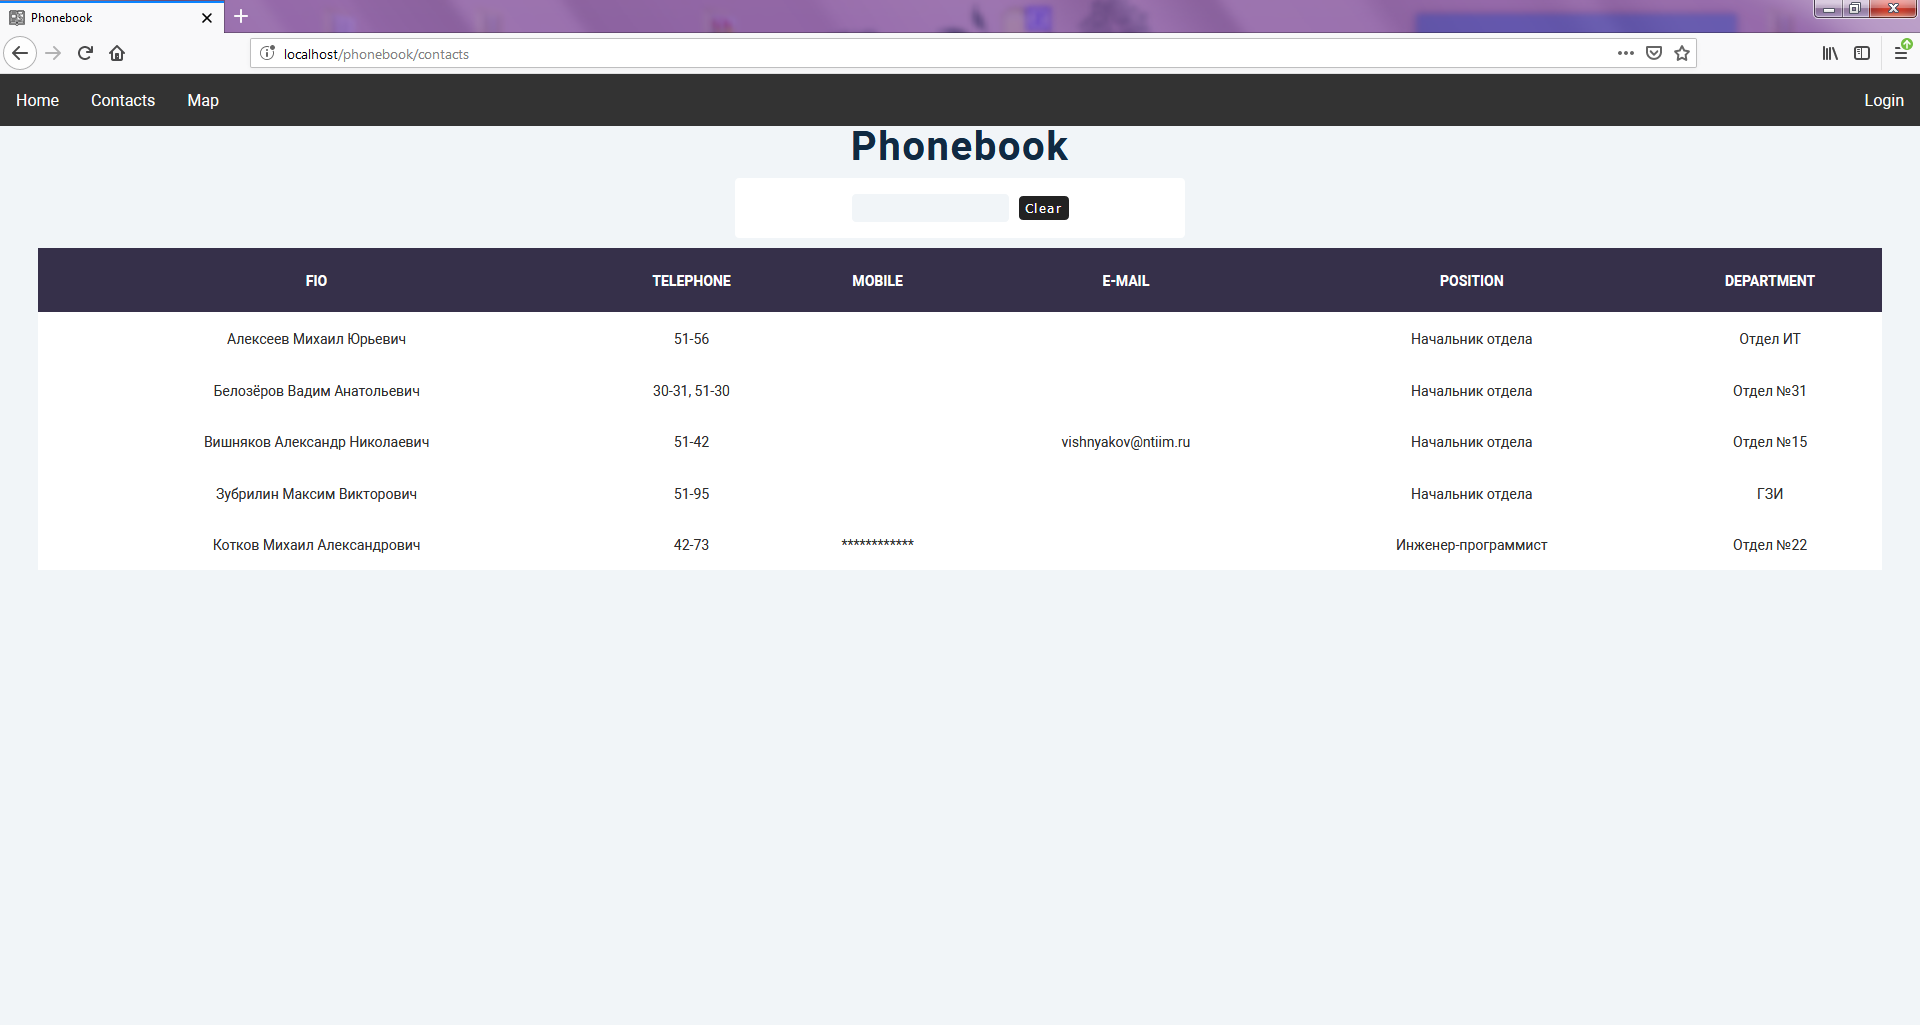 Phonebook
localhost/phonebook/contacts
Home Contacts Map Login
Phonebook
Clear
FIO TELEPHONE MOBILE E-MAIL POSITION DEPARTMENT
Алексеев Михаил Юрьевич 51-56 Начальник отдела Отдел ИТ
Белозёров Вадим Анатольевич 30-31, 51-30 Начальник отдела Отдел №31
Вишняков Александр Николаевич 51-42 vishnyakov@ntiim.ru Начальник отдела Отдел №15
Зубрилин Максим Викторович 51-95 Начальник отдела ГЗИ
Котков Михаил Александрович 42-73 ************ Инженер-программист Отдел №22